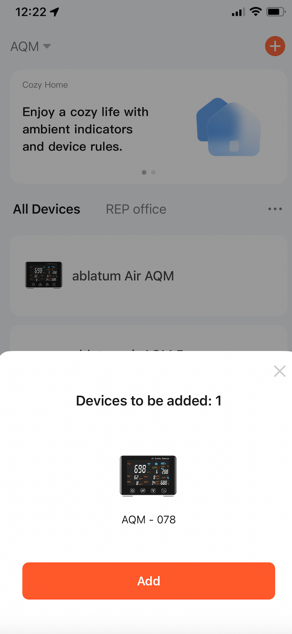 12:22
AQM
Cozy Home
Enjoy a cozy life with
ambient indicators
and device rules.
All Devices
REP office
ablatum Air AQM
Devices to be added: 1
698
AQM - 078
Add